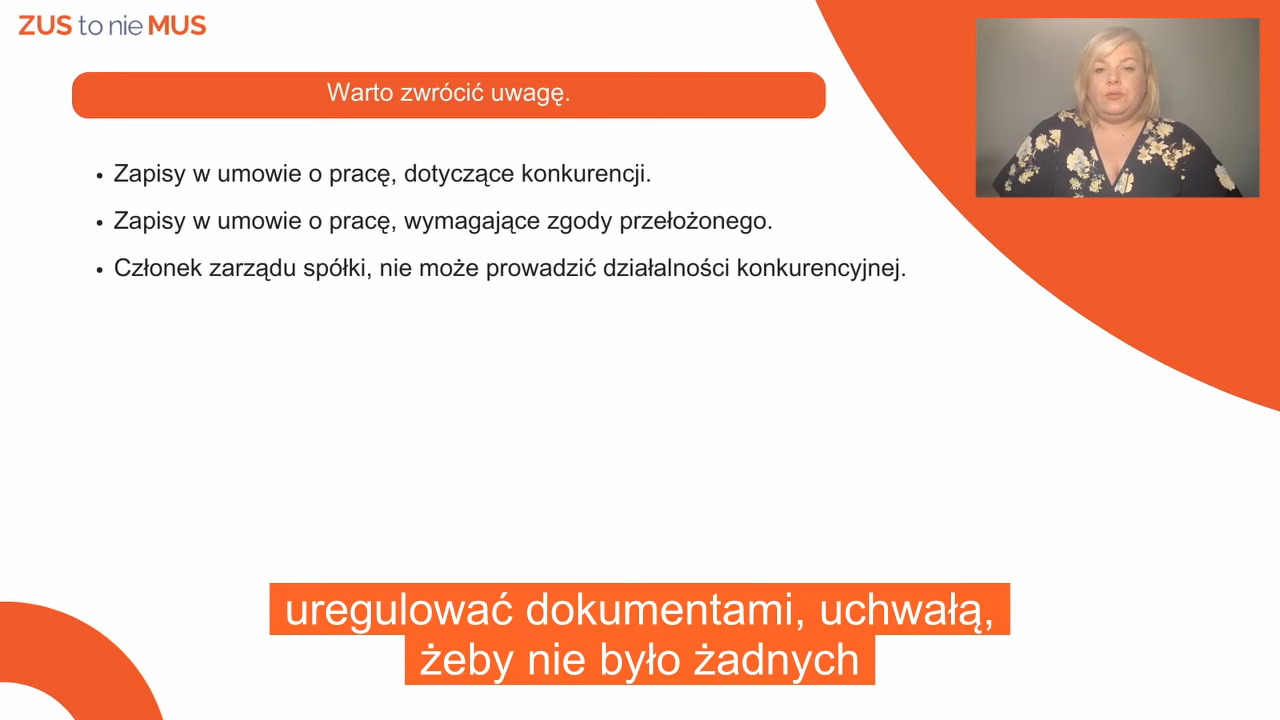 ZUS to nie MUS
Warto zwrócić uwagę.
• Zapisy w umowie o pracę, dotyczące konkurencji.
• Zapisy w umowie o pracę, wymagające zgody przełożonego.
• Członek zarządu spółki, nie może prowadzić działalności konkurencyjnej.
uregulować dokumentami, uchwałą,
żeby nie było żadnych